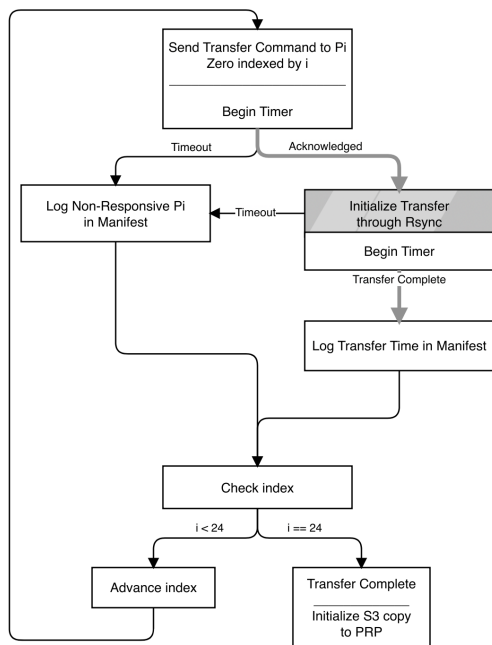 Send Transfer Command to Pi
Zero indexed by i
Begin Timer
Timeout
Acknowledged
Log Non-Responsive Pi
in Manifest
Timeout
Initialize Transfer
through Rsync
Begin Timer
Transfer Complete
Log Transfer Time in Manifest
Check index
i < 24
i == 24
Advance index
Transfer Complete
Initialize S3 copy
to PRP